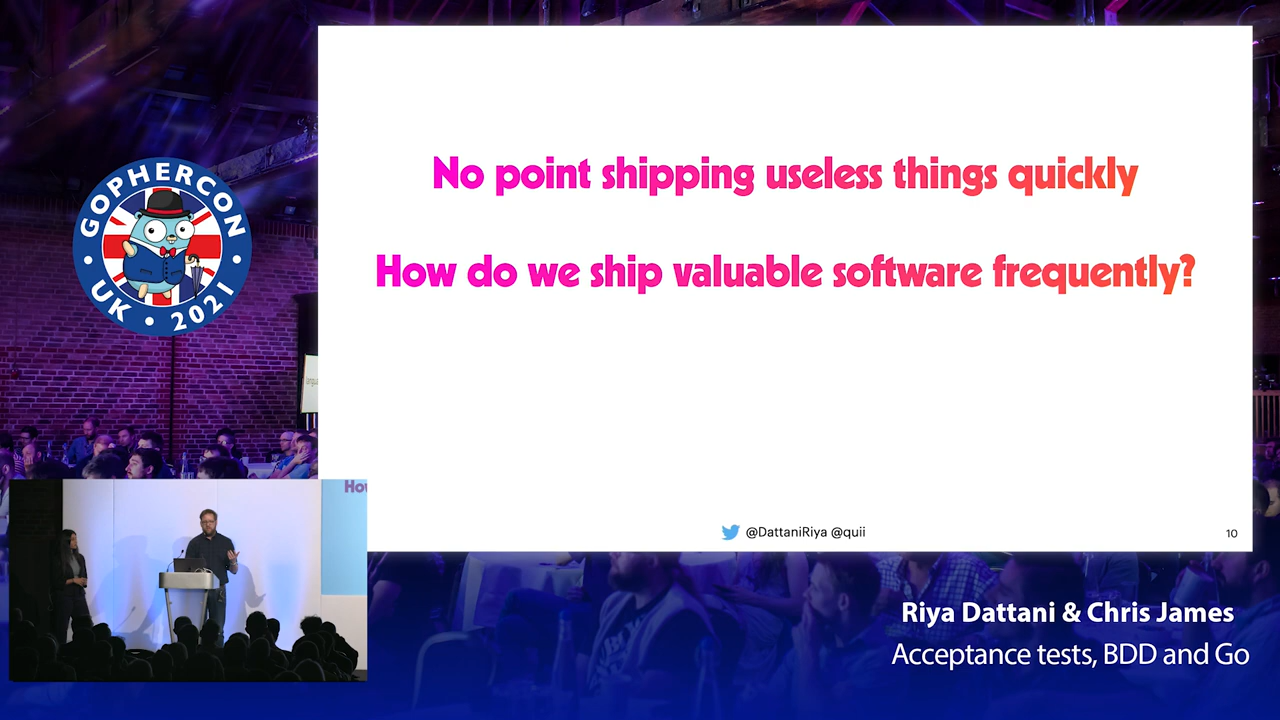 No point shipping useless things quickly
How do we ship valuable software frequently?
@DattaniRiya @quii
10
GOPHERCON
UK • 2021
How
Riya Dattani & Chris James
Acceptance tests, BDD and Go